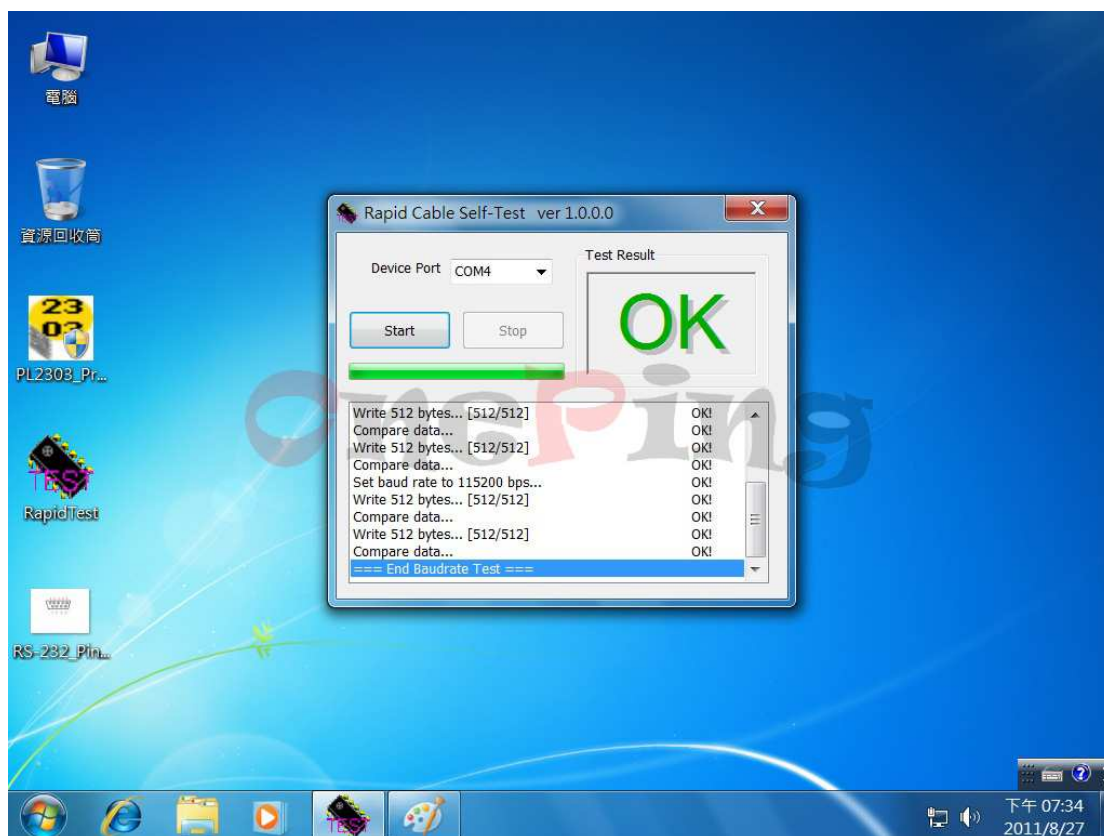 電腦
資源回收筒
23
03
PL2303_Pr...
TEST
RapidTest
RS-232_Pin...
Rapid Cable Self-Test ver 1.0.0.0
X
Device Port COM4
Test Result
OK
Start Stop
OnePing
Write 512 bytes... [512/512] OK!
Compare data... OK!
Write 512 bytes... [512/512] OK!
Compare data... OK!
Set baud rate to 115200 bps... OK!
Write 512 bytes... [512/512] OK!
Compare data... OK!
Write 512 bytes... [512/512] OK!
Compare data... OK!
=== End Baudrate Test ===
TEST
?
下午 07:34
2011/8/27